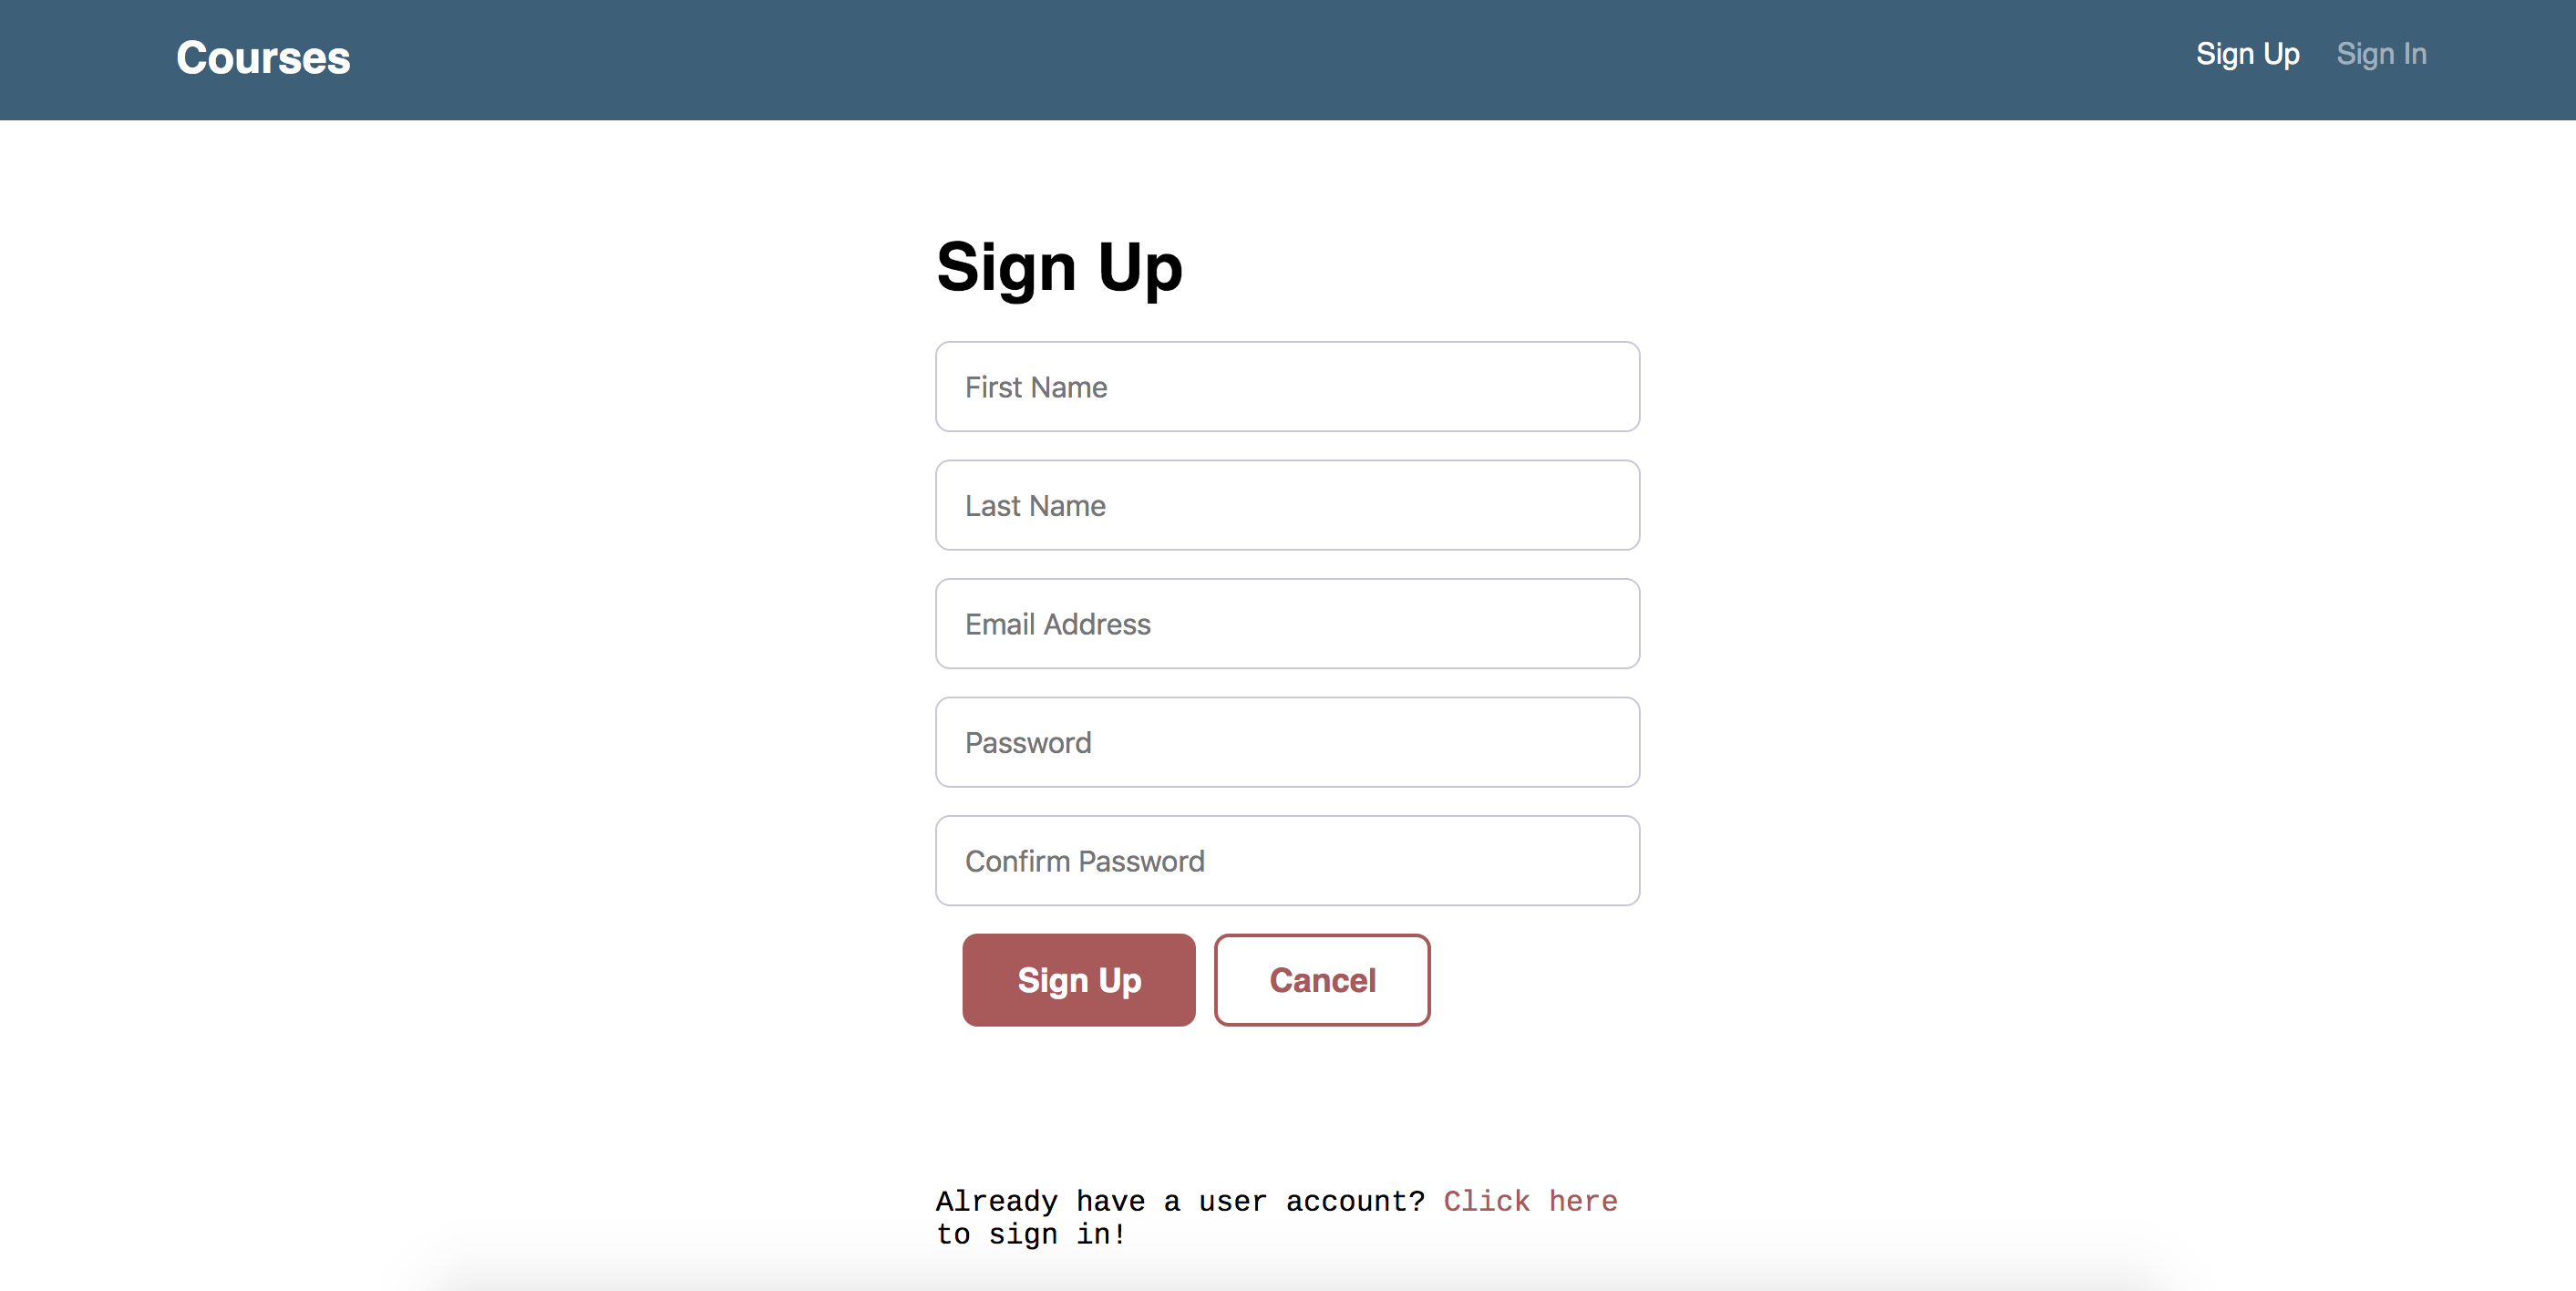 Courses
Sign Up Sign In
Sign Up
First Name
Last Name
Email Address
Password
Confirm Password
Sign Up Cancel
Already have a user account? Click here
to sign in!